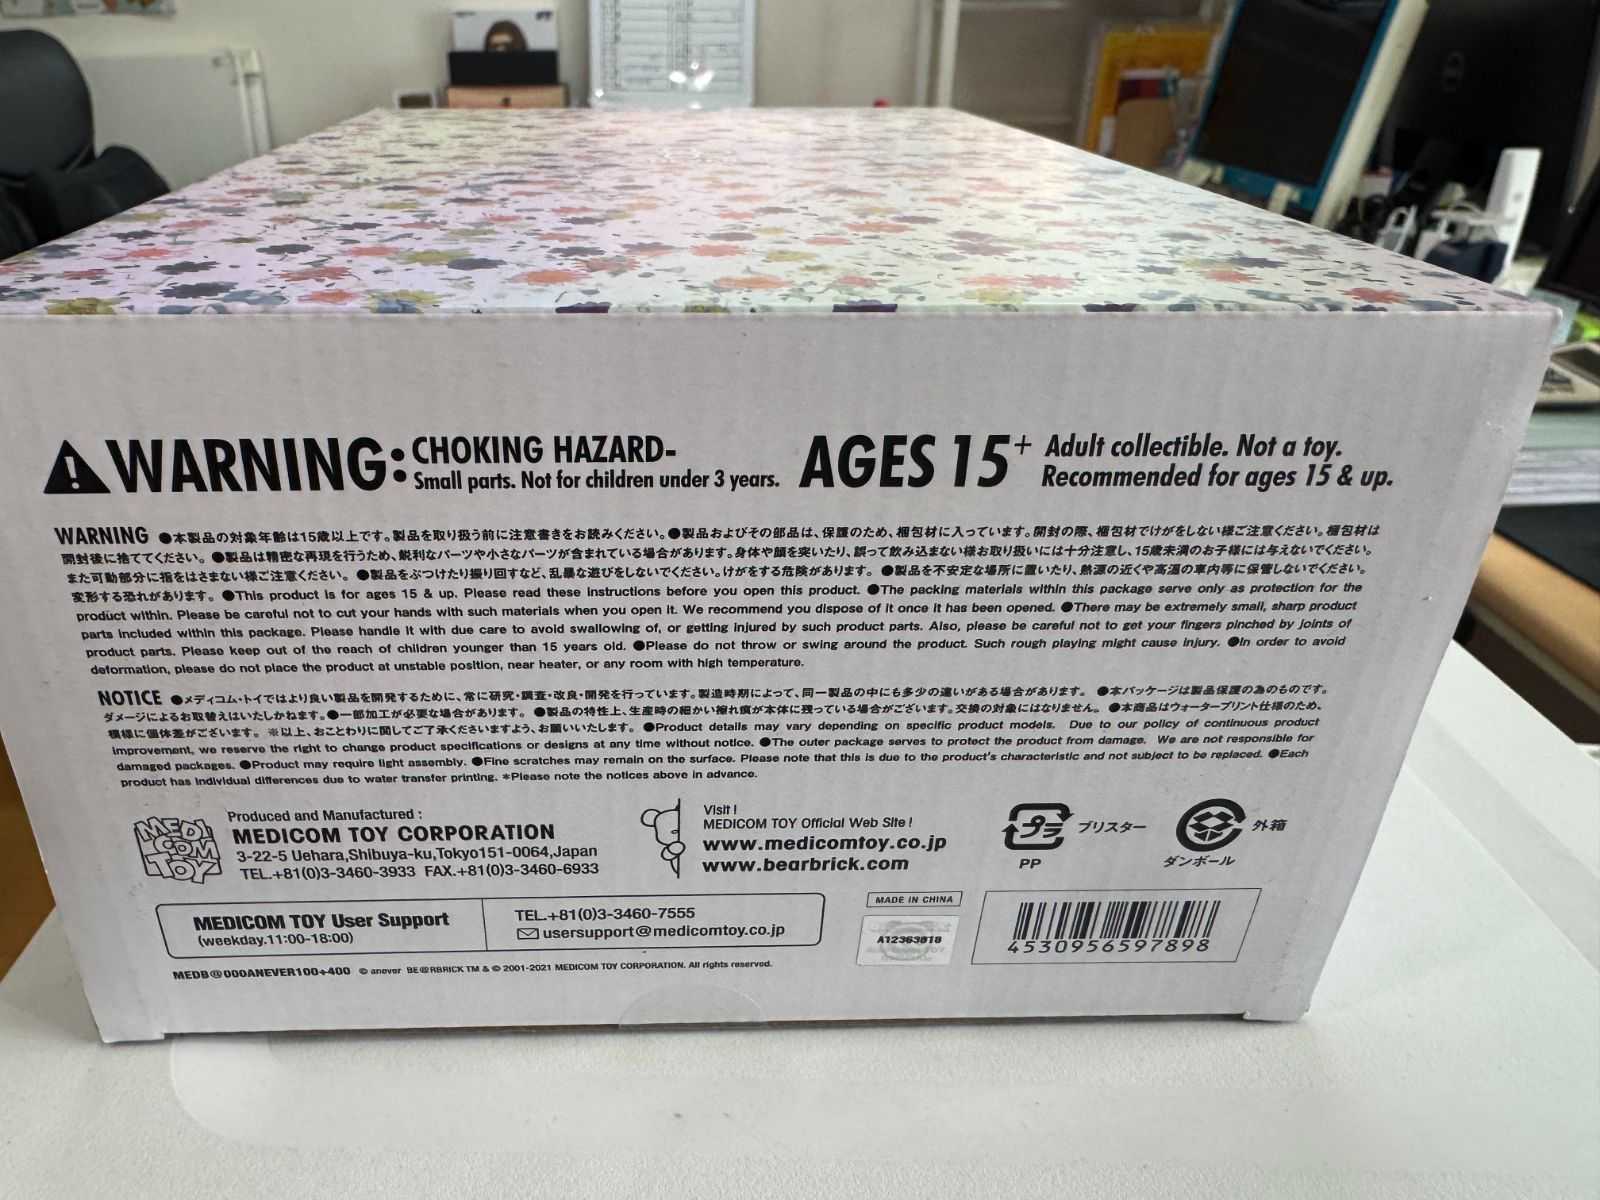 WARNING: CHOKING HAZARD-
Small parts. Not for children under 3 years.
AGES 15+ Adult collectible. Not a toy.
Recommended for ages 15 & up.
WARNING ●本製品の対象年齢は15歳以上です。製品を取り扱う前に注意書きをお読みください。●製品およびその部品は、保護のため、梱包材に入っています。開封の際、梱包材でけがをしない様ご注意ください。梱包材は
開封後に捨ててください。●製品は精密な再現を行うため、鋭利なパーツや小さなパーツが含まれている場合があります。身体や顔を突いたり、誤って飲み込まない様お取り扱いには十分注意し、15歳未満のお子様には与えないでください。
また可動部分に指をはさまない様ご注意ください。●製品をぶつけたり振り回すなど、乱暴な遊びをしないでください。けがをする危険があります。●製品を不安定な場所に置いたり、熱源の近くや高温の車内等に保管しないでください。
変形する恐れがあります。●This product is for ages 15 & up. Please read these instructions before you open this product. ●The packing materials within this package serve only as protection for the
product within. Please be careful not to cut your hands with such materials when you open it. We recommend you dispose of it once it has been opened. ●There may be extremely small, sharp product
parts included within this package. Please handle it with due care to avoid swallowing of, or getting injured by such product parts. Also, please be careful not to get your fingers pinched by joints of
product parts. Please keep out of the reach of children younger than 15 years old. ●Please do not throw or swing around the product. Such rough playing might cause injury. ●In order to avoid
deformation, please do not place the product at unstable position, near heater, or any room with high temperature.
NOTICE ●メディコム・トイではより良い製品を開発するために、常に研究・調査・改良・開発を行っています。製造時期によって、同一製品の中にも多少の違いがある場合があります。 ●本パッケージは製品保護の為のものです。
ダメージによるお取替えはいたしかねます。●一部加工が必要な場合があります。 ●製品の特性上、生産時の細かい擦れ痕が本体に残っている場合がございます。交換の対象にはなりません。●本商品はウォータープリント仕様のため、
模様に個体差がございます。 ※以上、おことわりに関してご了承くださいますよう、お願いいたします。 ●Product details may vary depending on specific product models. Due to our policy of continuous product
improvement, we reserve the right to change product specifications or designs at any time without notice. ●The outer package serves to protect the product from damage. We are not responsible for
damaged packages. ●Product may require light assembly. ●Fine scratches may remain on the surface. Please note that this is due to the product's characteristic and not subject to be replaced. ●Each
product has individual differences due to water transfer printing. *Please note the notices above in advance.
MEDICOM TOY
Produced and Manufactured :
MEDICOM TOY CORPORATION
3-22-5 Uehara,Shibuya-ku,Tokyo151-0064,Japan
TEL.+81(0)3-3460-3933 FAX.+81(0)3-3460-6933
Visit !
MEDICOM TOY Official Web Site !
www.medicomtoy.co.jp
www.bearbrick.com
プラ ブリスター
PP
外箱
ダンボール
MEDICOM TOY User Support
(weekday.11:00-18:00)
TEL.+81(0)3-3460-7555
usersupport@medicomtoy.co.jp
MADE IN CHINA
A12363818
4530956597898
MEDB@000ANEVER100+400 © anever BE@RBRICK TM & © 2001-2021 MEDICOM TOY CORPORATION. All rights reserved.